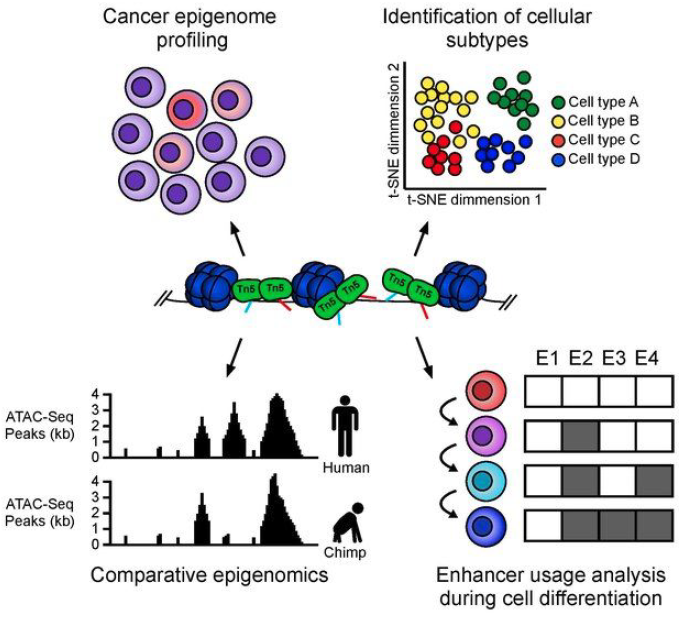 Cancer epigenome
profiling
Identification of cellular
subtypes
t-SNE dimmension 2
Cell type A
Cell type B
Cell type C
Cell type D
t-SNE dimmension 1
Tn5
Tn5
Tn5
Tn5
Tn5
Tn5
ATAC-Seq
Peaks (kb)
4
3
2
1
0
Human
ATAC-Seq
Peaks (kb)
4
3
2
1
0
Chimp
Comparative epigenomics
E1 E2 E3 E4
Enhancer usage analysis
during cell differentiation